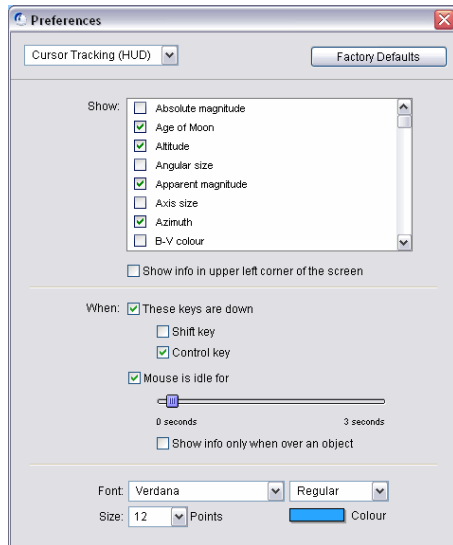 Preferences
Cursor Tracking (HUD) Factory Defaults
Show: Absolute magnitude
Age of Moon
Altitude
Angular size
Apparent magnitude
Axis size
Azimuth
B-V colour
Show info in upper left corner of the screen
When: These keys are down
Shift key
Control key
Mouse is idle for
0 seconds 3 seconds
Show info only when over an object
Font: Verdana Regular
Size: 12 Points Colour